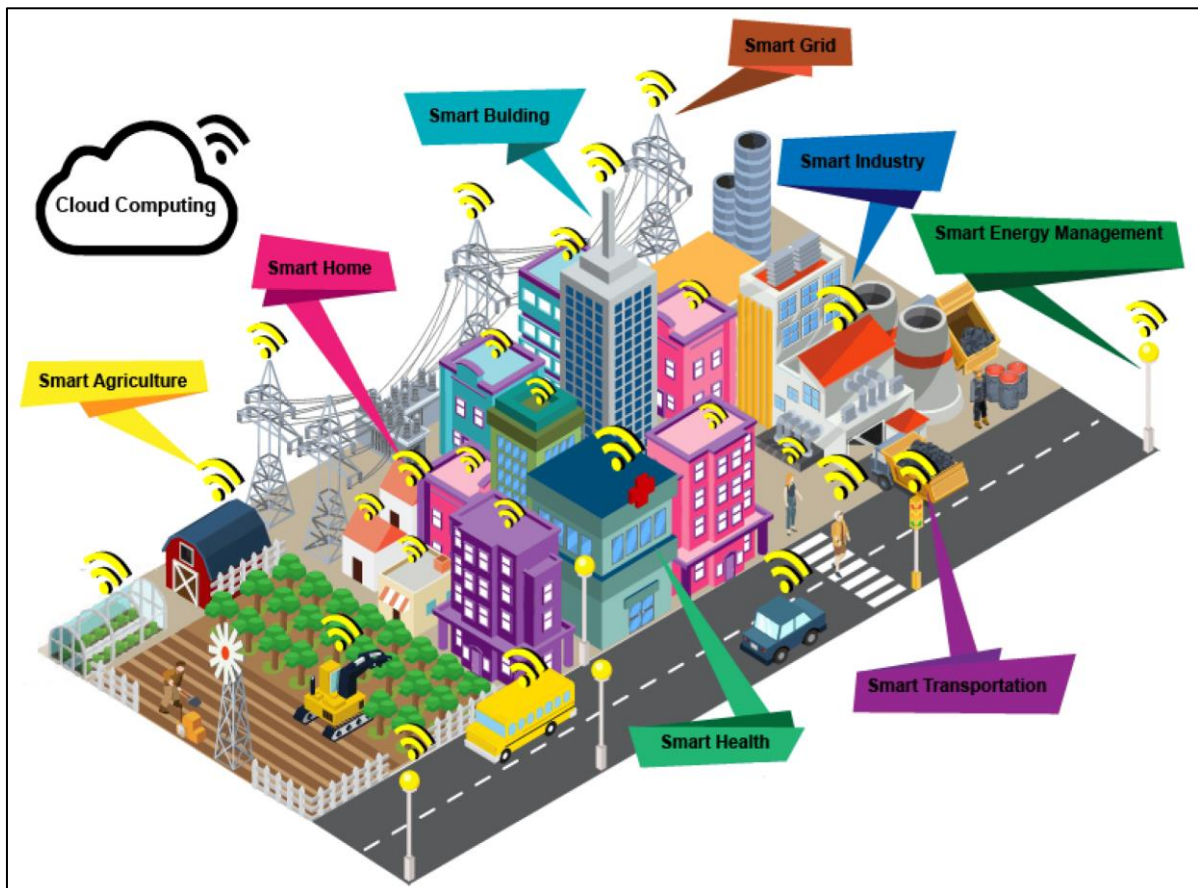 Smart Grid
Smart Bulding
Smart Industry
Cloud Computing
Smart Energy Management
Smart Home
Smart Agriculture
Smart Transportation
Smart Health